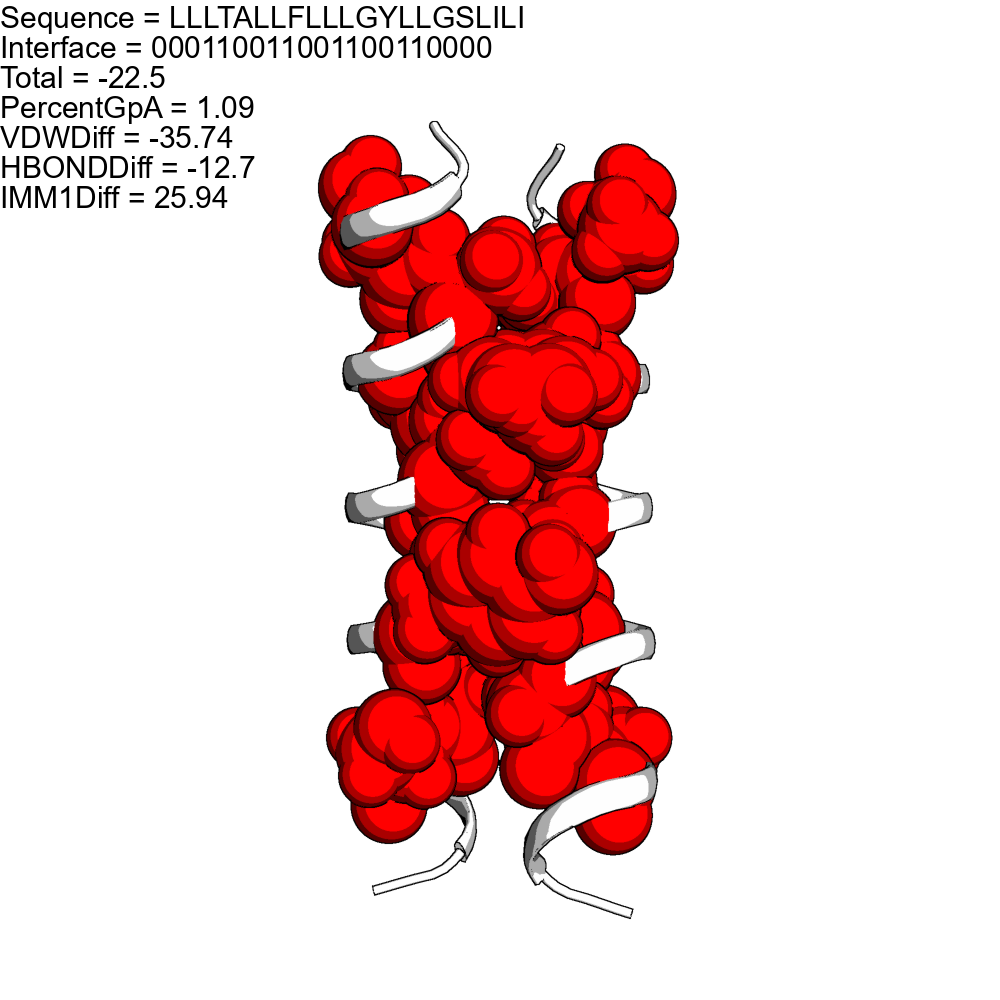 Sequence = LLLTALLFLLLGYLLGSLILI
Interface = 000110011001100110000
Total = -22.5
PercentGpA = 1.09
VDWDiff = -35.74
HBONDDiff = -12.7
IMM1Diff = 25.94